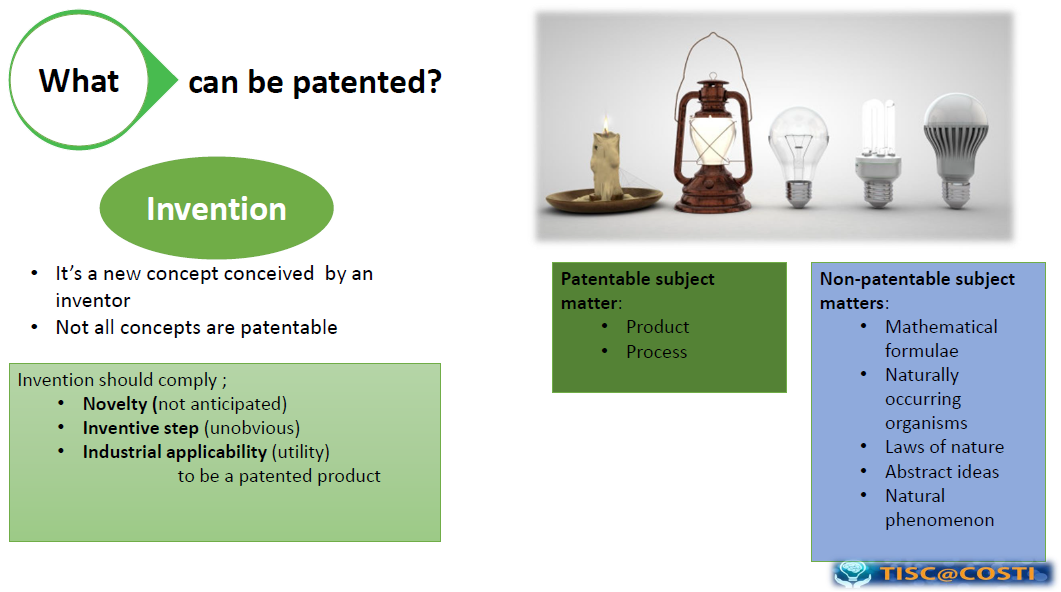 What can be patented?
Invention
• It’s a new concept conceived  by an
inventor
• Not all concepts are patentable
Invention should comply ;
• Novelty (not anticipated)
• Inventive step (unobvious)
• Industrial applicability (utility)
to be a patented product
Patentable subject
matter:
• Product
• Process
Non-patentable subject
matters:
• Mathematical
formulae
• Naturally
occurring
organisms
• Laws of nature
• Abstract ideas
• Natural
phenomenon
TISC@COSTI